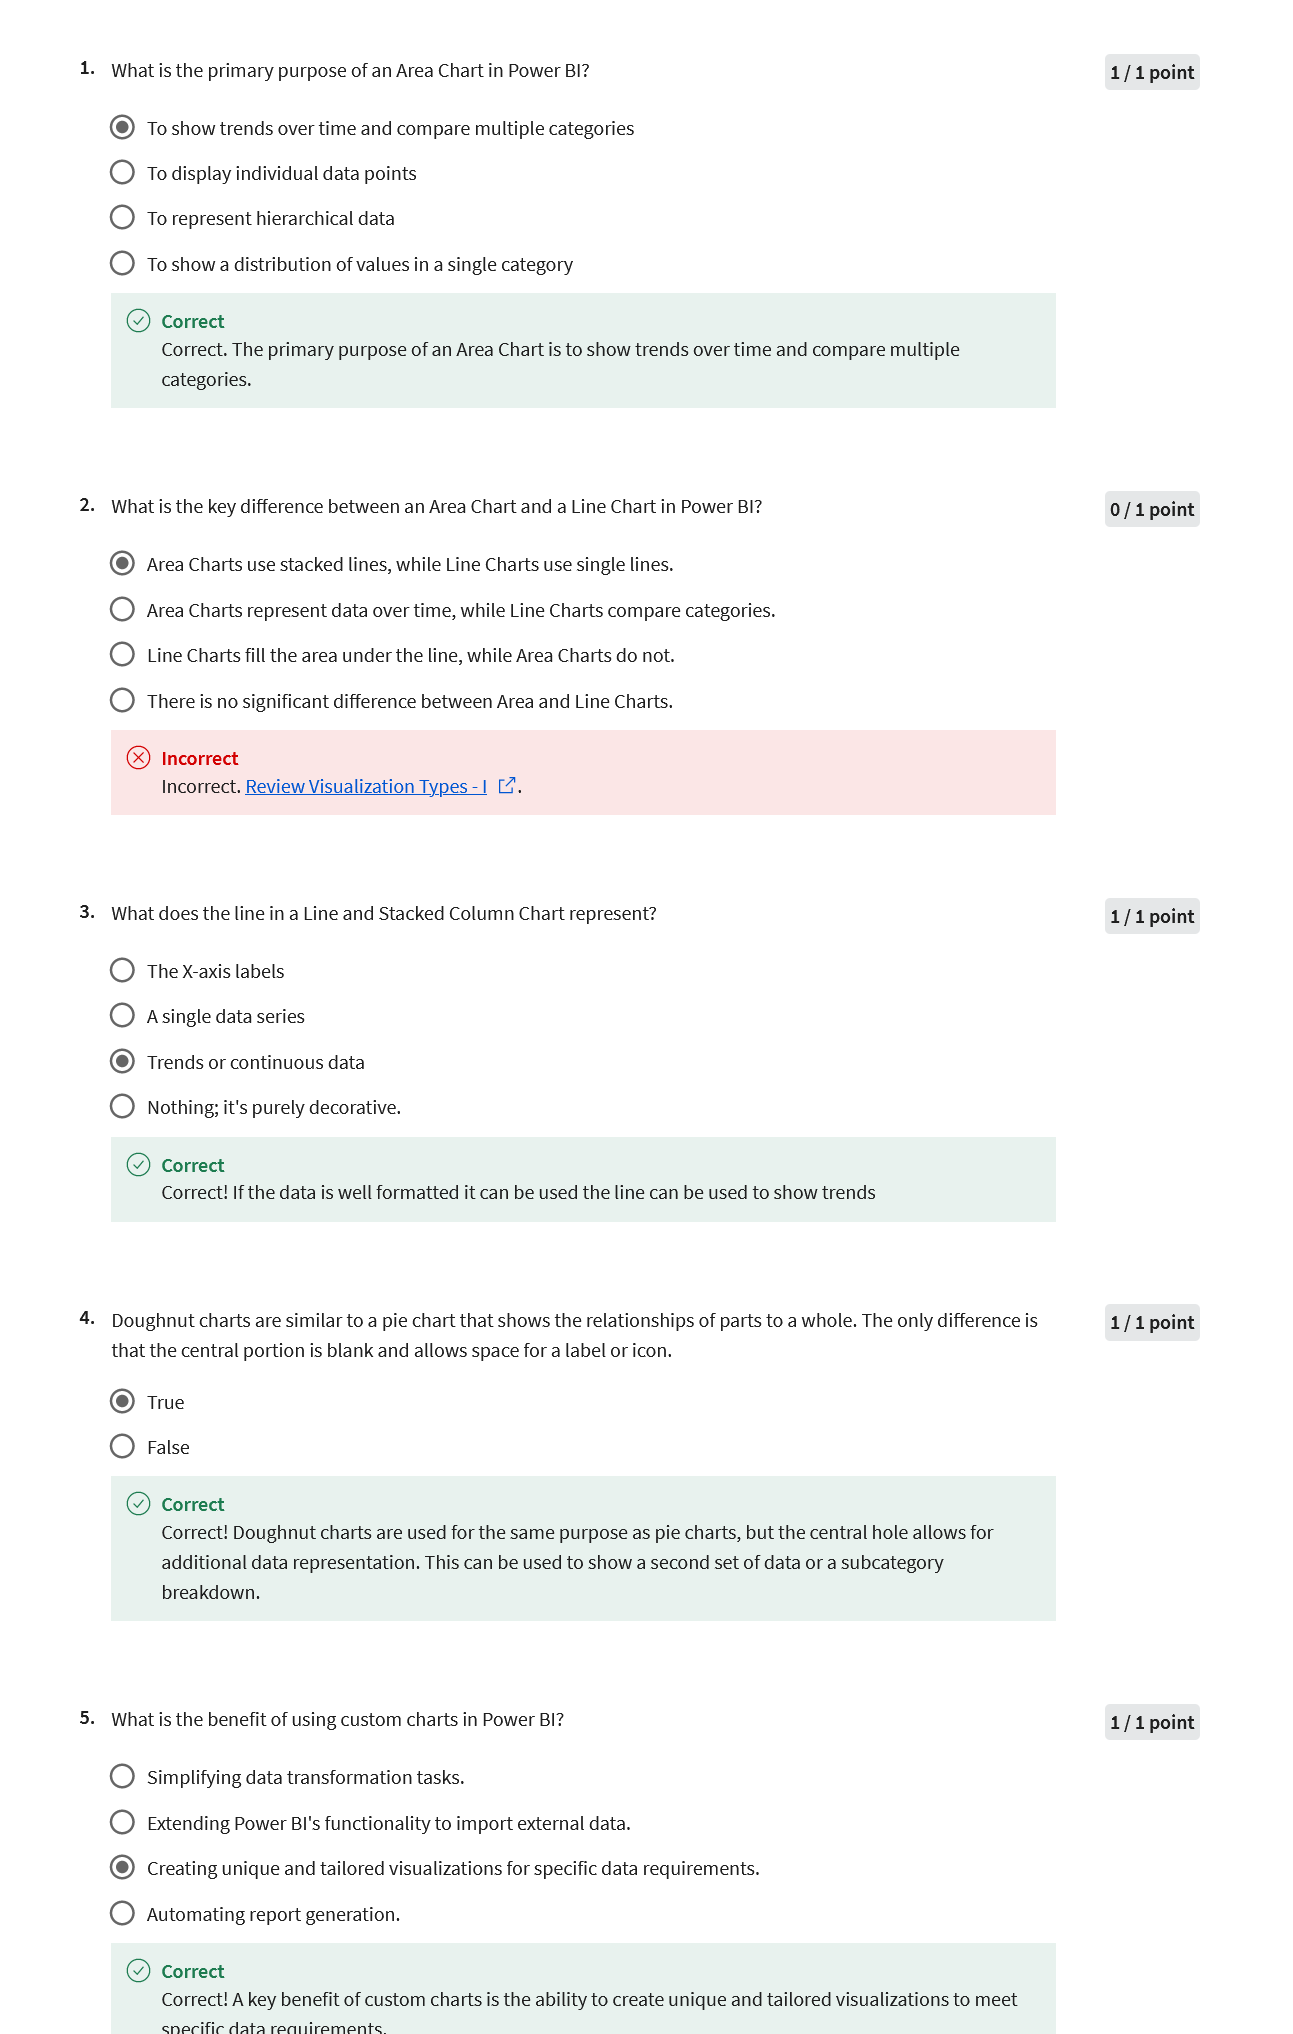 1. What is the primary purpose of an Area Chart in Power BI?
1 / 1 point
To show trends over time and compare multiple categories
To display individual data points
To represent hierarchical data
To show a distribution of values in a single category
Correct
Correct. The primary purpose of an Area Chart is to show trends over time and compare multiple
categories.
2. What is the key difference between an Area Chart and a Line Chart in Power BI?
0 / 1 point
Area Charts use stacked lines, while Line Charts use single lines.
Area Charts represent data over time, while Line Charts compare categories.
Line Charts fill the area under the line, while Area Charts do not.
There is no significant difference between Area and Line Charts.
Incorrect
Incorrect. Review Visualization Types - I .
3. What does the line in a Line and Stacked Column Chart represent?
1 / 1 point
The X-axis labels
A single data series
Trends or continuous data
Nothing; it's purely decorative.
Correct
Correct! If the data is well formatted it can be used the line can be used to show trends
4. Doughnut charts are similar to a pie chart that shows the relationships of parts to a whole. The only difference is
that the central portion is blank and allows space for a label or icon.
1 / 1 point
True
False
Correct
Correct! Doughnut charts are used for the same purpose as pie charts, but the central hole allows for
additional data representation. This can be used to show a second set of data or a subcategory
breakdown.
5. What is the benefit of using custom charts in Power BI?
1 / 1 point
Simplifying data transformation tasks.
Extending Power BI's functionality to import external data.
Creating unique and tailored visualizations for specific data requirements.
Automating report generation.
Correct
Correct! A key benefit of custom charts is the ability to create unique and tailored visualizations to meet
specific data requirements.